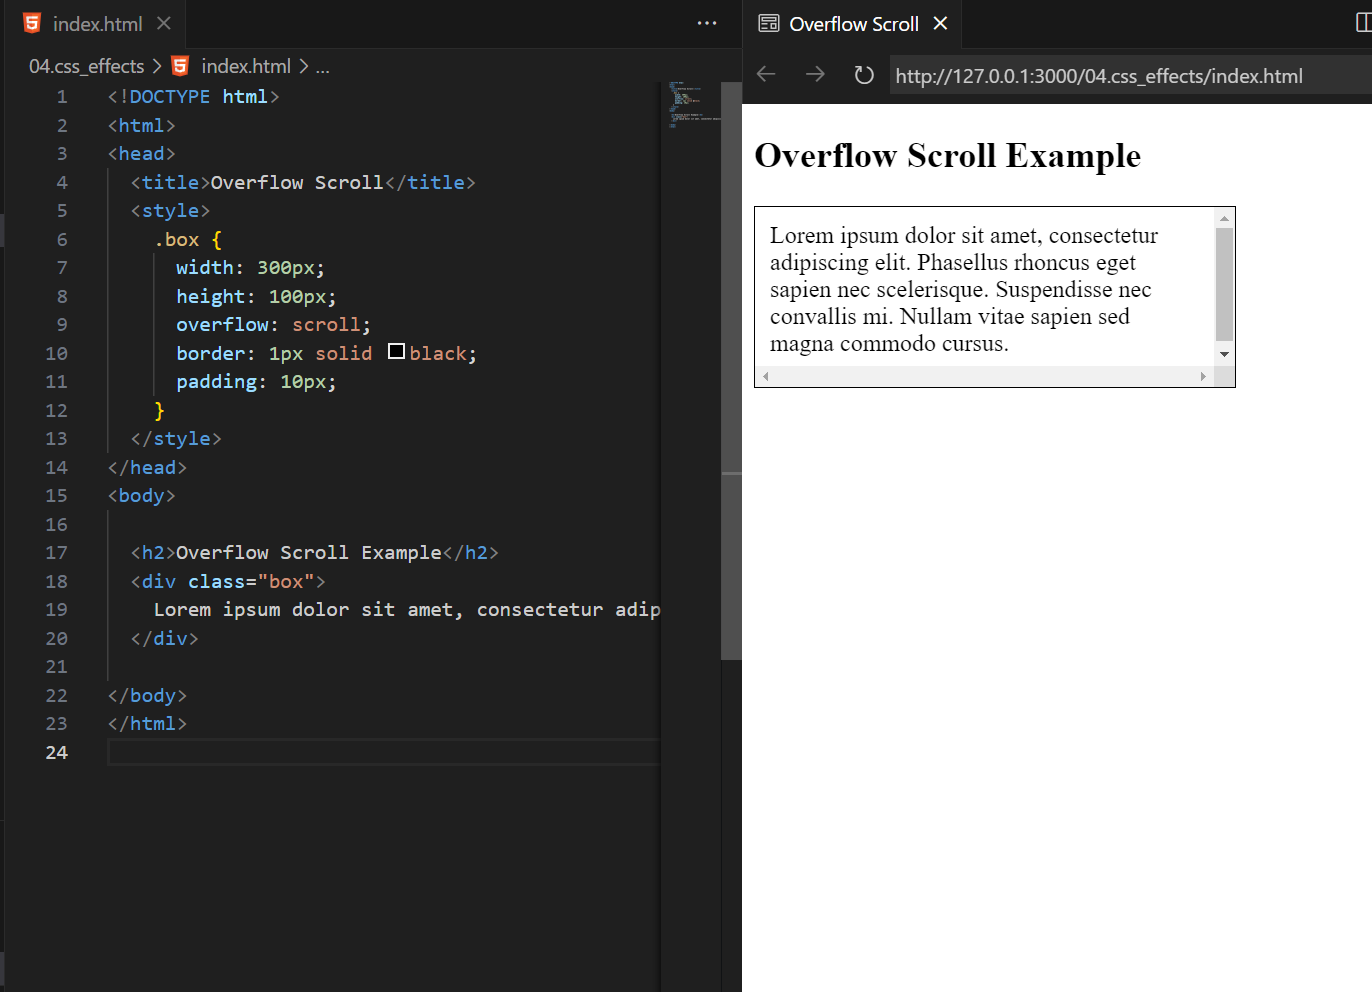 index.html
04.css_effects > index.html > ...
1 <!DOCTYPE html>
2 <html>
3 <head>
4 <title>Overflow Scroll</title>
5 <style>
6 .box {
7 width: 300px;
8 height: 100px;
9 overflow: scroll;
10 border: 1px solid black;
11 padding: 10px;
12 }
13 </style>
14 </head>
15 <body>
16
17 <h2>Overflow Scroll Example</h2>
18 <div class="box">
19 Lorem ipsum dolor sit amet, consectetur adip
20 </div>
21
22 </body>
23 </html>
24
Overflow Scroll
http://127.0.0.1:3000/04.css_effects/index.html
Overflow Scroll Example
Lorem ipsum dolor sit amet, consectetur
adipiscing elit. Phasellus rhoncus eget
sapien nec scelerisque. Suspendisse nec
convallis mi. Nullam vitae sapien sed
magna commodo cursus.